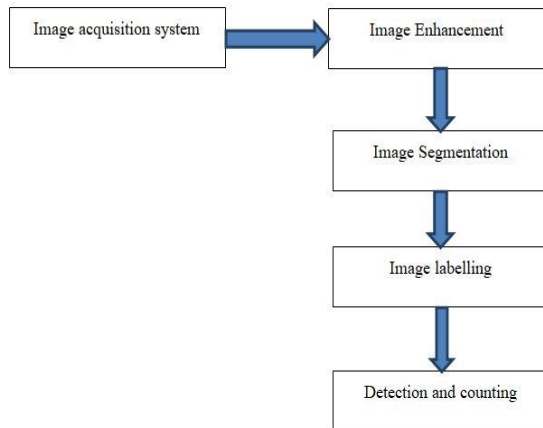 Image acquisition system
Image Enhancement
Image Segmentation
Image labelling
Detection and counting